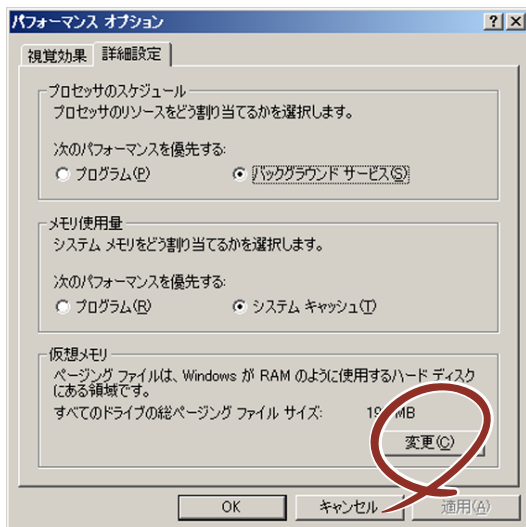 パフォーマンス オプション
視覚効果 詳細設定
プロセッサのスケジュール
プロセッサのリソースをどう割り当てるかを選択します。
次のパフォーマンスを優先する:
プログラム(P) バックグラウンド サービス(S)
メモリ使用量
システム メモリをどう割り当てるかを選択します。
次のパフォーマンスを優先する:
プログラム(R) システム キャッシュ(T)
仮想メモリ
ページング ファイルは、Windows が RAM のように使用するハード ディスク
にある領域です。
すべてのドライブの総ページング ファイル サイズ: MB
変更(C)
OK キャンセル 適用(A)